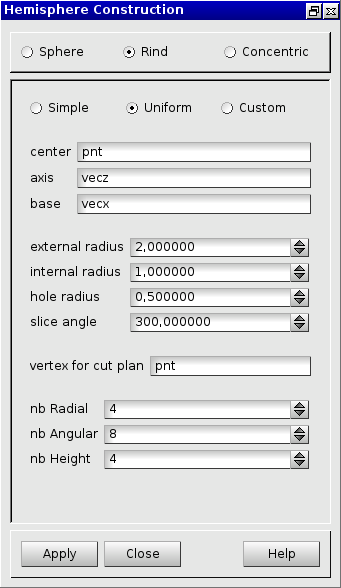 Hemisphere Construction
Sphere Rind Concentric
Simple Uniform Custom
center pnt
axis vecz
base vecx
external radius 2,000000
internal radius 1,000000
hole radius 0,500000
slice angle 300,000000
vertex for cut plan pnt
nb Radial 4
nb Angular 8
nb Height 4
Apply Close Help